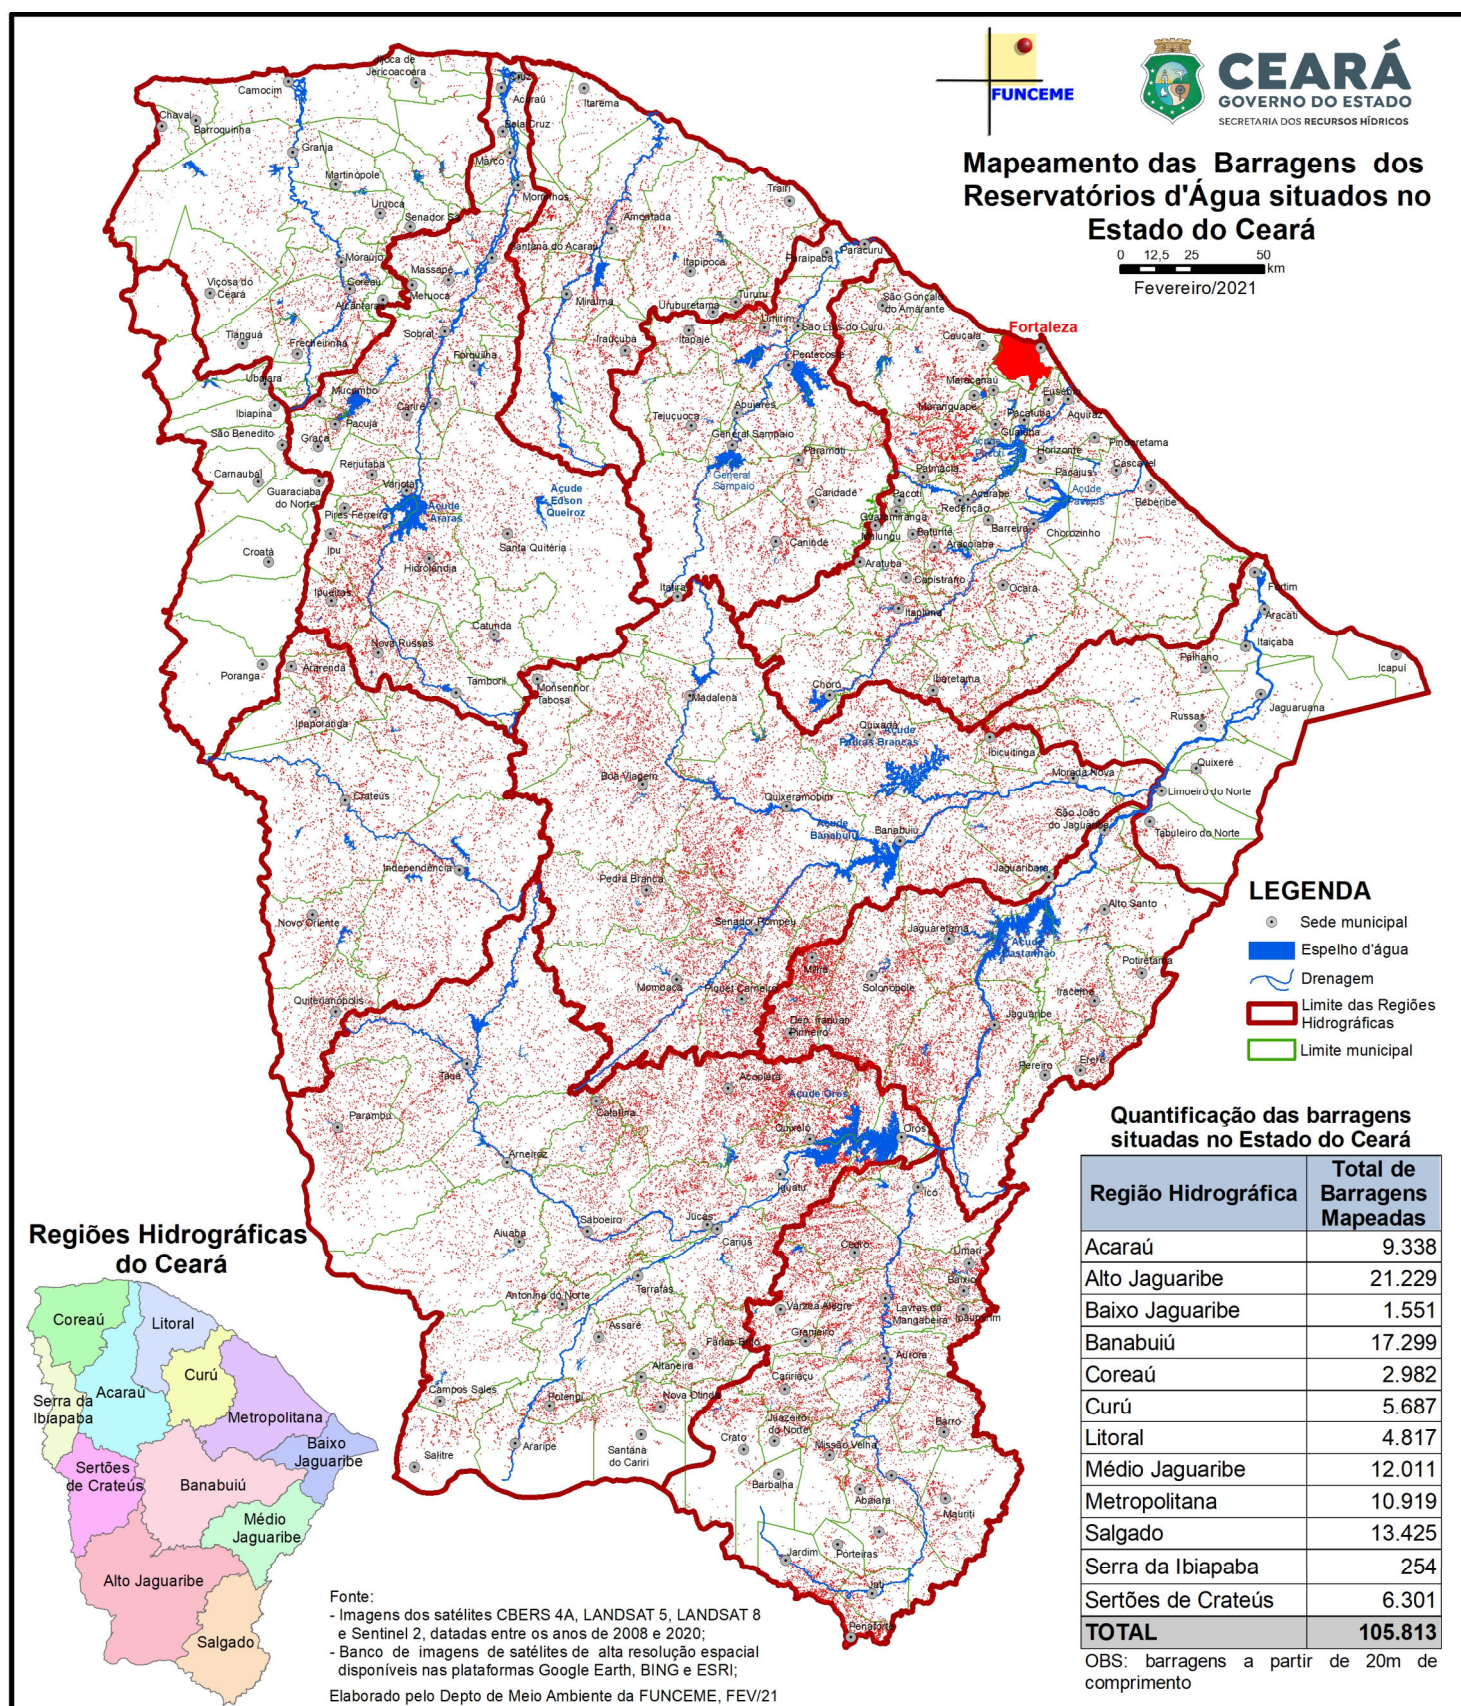 FUNCEME
CEARÁ
GOVERNO DO ESTADO
SECRETARIA DOS RECURSOS HÍDRICOS
Mapeamento das Barragens dos
Reservatórios d'Água situados no
Estado do Ceará
0 12,5 25 50
km
Fevereiro/2021
Jijoca de
Jericoacoara
Camocim
Cruz
Acaraú
Itarema
Chaval
Barroquinha
Bela Cruz
Granja
Marco
Martinópole
Morrinhos
Trairi
Uruoca
Senador Sá
Amontada
Santana do Acaraú
Paracuru
Paraipaba
Moraújo
Massapê
Itapipoca
Viçosa do
Ceará
Coreaú
Meruoca
Alcântaras
Miraíma
Uruburetama
Tururu
São Gonçalo
do Amarante
Umirim
São Luís do Curu
Tianguá
Sobral
Frecheirinha
Forquilha
Irauçuba
Itapajé
Pentecoste
Caucaia
Fortaleza
Ubajara
Mucambo
Ibiapina
Cariré
Pacujá
Tejuçuoca
Apuiarés
Maracanaú
Maranguape
Eusébio
Pacatuba
Aquiraz
Guaiúba
São Benedito
Graça
General Sampaio
Açude
Pacoti
Horizonte
Pindoretama
Carnaubal
Reriutaba
Varjota
General
Sampaio
Paramoti
Palmácia
Pacajus
Cascavel
Guaraciaba
do Norte
Açude
Edson
Queiroz
Caridade
Pacoti
Acarape
Açude
Pacajus
Beberibe
Pires Ferreira
Açude
Araras
Redenção
Guaramiranga
Ipu
Santa Quitéria
Canindé
Mulungu
Baturité
Barreira
Chorozinho
Croatá
Hidrolândia
Aratuba
Aracoiaba
Capistrano
Ocara
Fortim
Ipueiras
Itatira
Itapiúna
Aracati
Catunda
Nova Russas
Itaiçaba
Poranga
Ararendá
Tamboril
Monsenhor
Tabosa
Madalena
Choró
Ibaretama
Palhano
Icapuí
Jaguaruana
Ipaporanga
Quixadá
Açude
Pedras Brancas
Ibicuitinga
Russas
Quixeré
Crateús
Boa Viagem
Quixeramobim
Morada Nova
Limoeiro do Norte
Açude
Banabuiú
Banabuiú
São João
do Jaguaribe
Tabuleiro do Norte
Independência
Pedra Branca
Jaguaribara
Novo Oriente
Senador Pompeu
Jaguaretama
Alto Santo
Açude
Castanhão
Milhã
Potiretama
Quiterianópolis
Mombaça
Piquet Carneiro
Solonópole
Iracema
Dep. Irapuan
Pinheiro
Jaguaribe
Tauá
Pereiro
Ererê
Parambu
Acopiara
Catarina
Açude Orós
Quixelô
Orós
Arneiroz
Iguatu
Icó
Aiuaba
Saboeiro
Jucás
Cariús
Cedro
Umari
Baixio
Antonina do Norte
Tarrafas
Várzea Alegre
Lavras da
Mangabeira
Ipaumirim
Assaré
Farias Brito
Granjeiro
Altaneira
Aurora
Caririaçu
Campos Sales
Potengi
Nova Olinda
Juazeiro
do Norte
Barro
Salitre
Araripe
Santana
do Cariri
Crato
Missão Velha
Barbalha
Abaiara
Mauriti
Jardim
Porteiras
Jati
Penaforte
LEGENDA
Sede municipal
Espelho d'água
Drenagem
Limite das Regiões
Hidrográficas
Limite municipal
Quantificação das barragens
situadas no Estado do Ceará
Região Hidrográfica Total de
Barragens
Mapeadas
Acaraú 9.338
Alto Jaguaribe 21.229
Baixo Jaguaribe 1.551
Banabuiú 17.299
Coreaú 2.982
Curú 5.687
Litoral 4.817
Médio Jaguaribe 12.011
Metropolitana 10.919
Salgado 13.425
Serra da Ibiapaba 254
Sertões de Crateús 6.301
TOTAL 105.813
OBS: barragens a partir de 20m de
comprimento
Regiões Hidrográficas
do Ceará
Coreaú
Litoral
Acaraú
Curú
Serra da
Ibiapaba
Metropolitana
Baixo
Jaguaribe
Sertões
de Crateús
Banabuiú
Médio
Jaguaribe
Alto Jaguaribe
Salgado
Fonte:
- Imagens dos satélites CBERS 4A, LANDSAT 5, LANDSAT 8
e Sentinel 2, datadas entre os anos de 2008 e 2020;
- Banco de imagens de satélites de alta resolução espacial
disponíveis nas plataformas Google Earth, BING e ESRI;
Elaborado pelo Depto de Meio Ambiente da FUNCEME, FEV/21